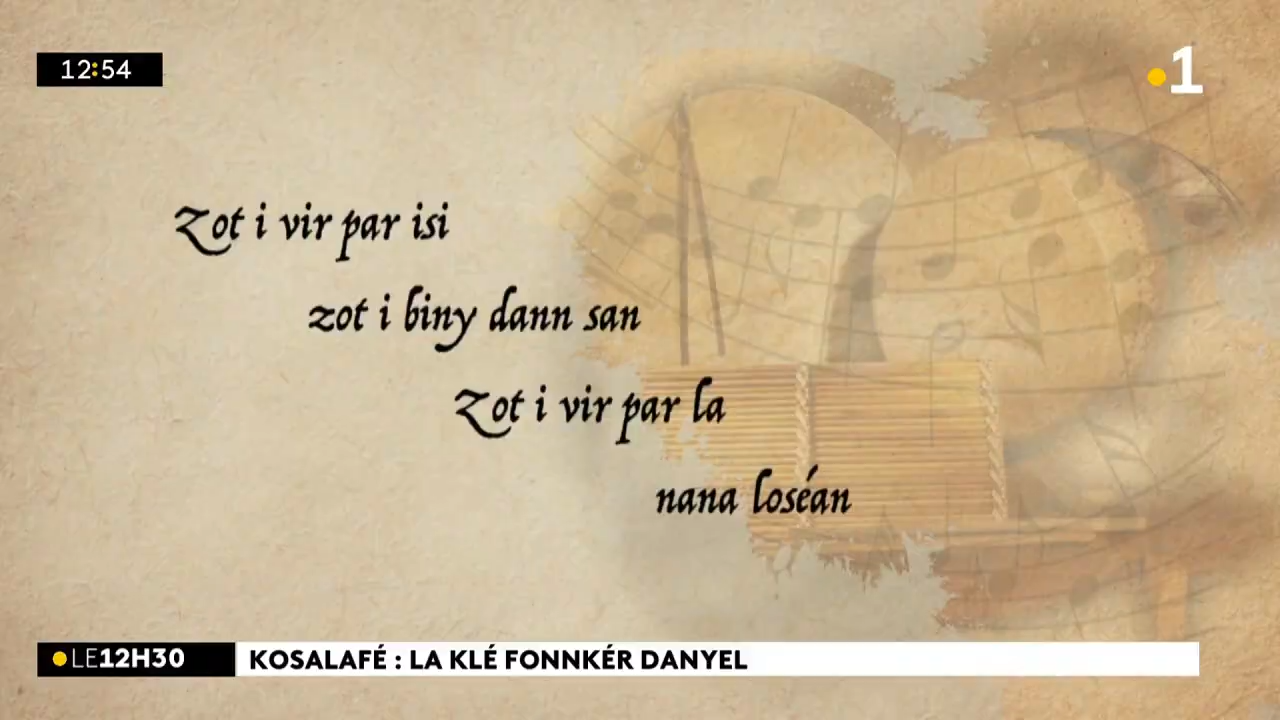 12:54
1
Zot i vir par isi
zot i biny dann san
Zot i vir par la
nana loséan
LE12H30
KOSALAFÉ : LA KLÉ FONNKÉR DANYEL